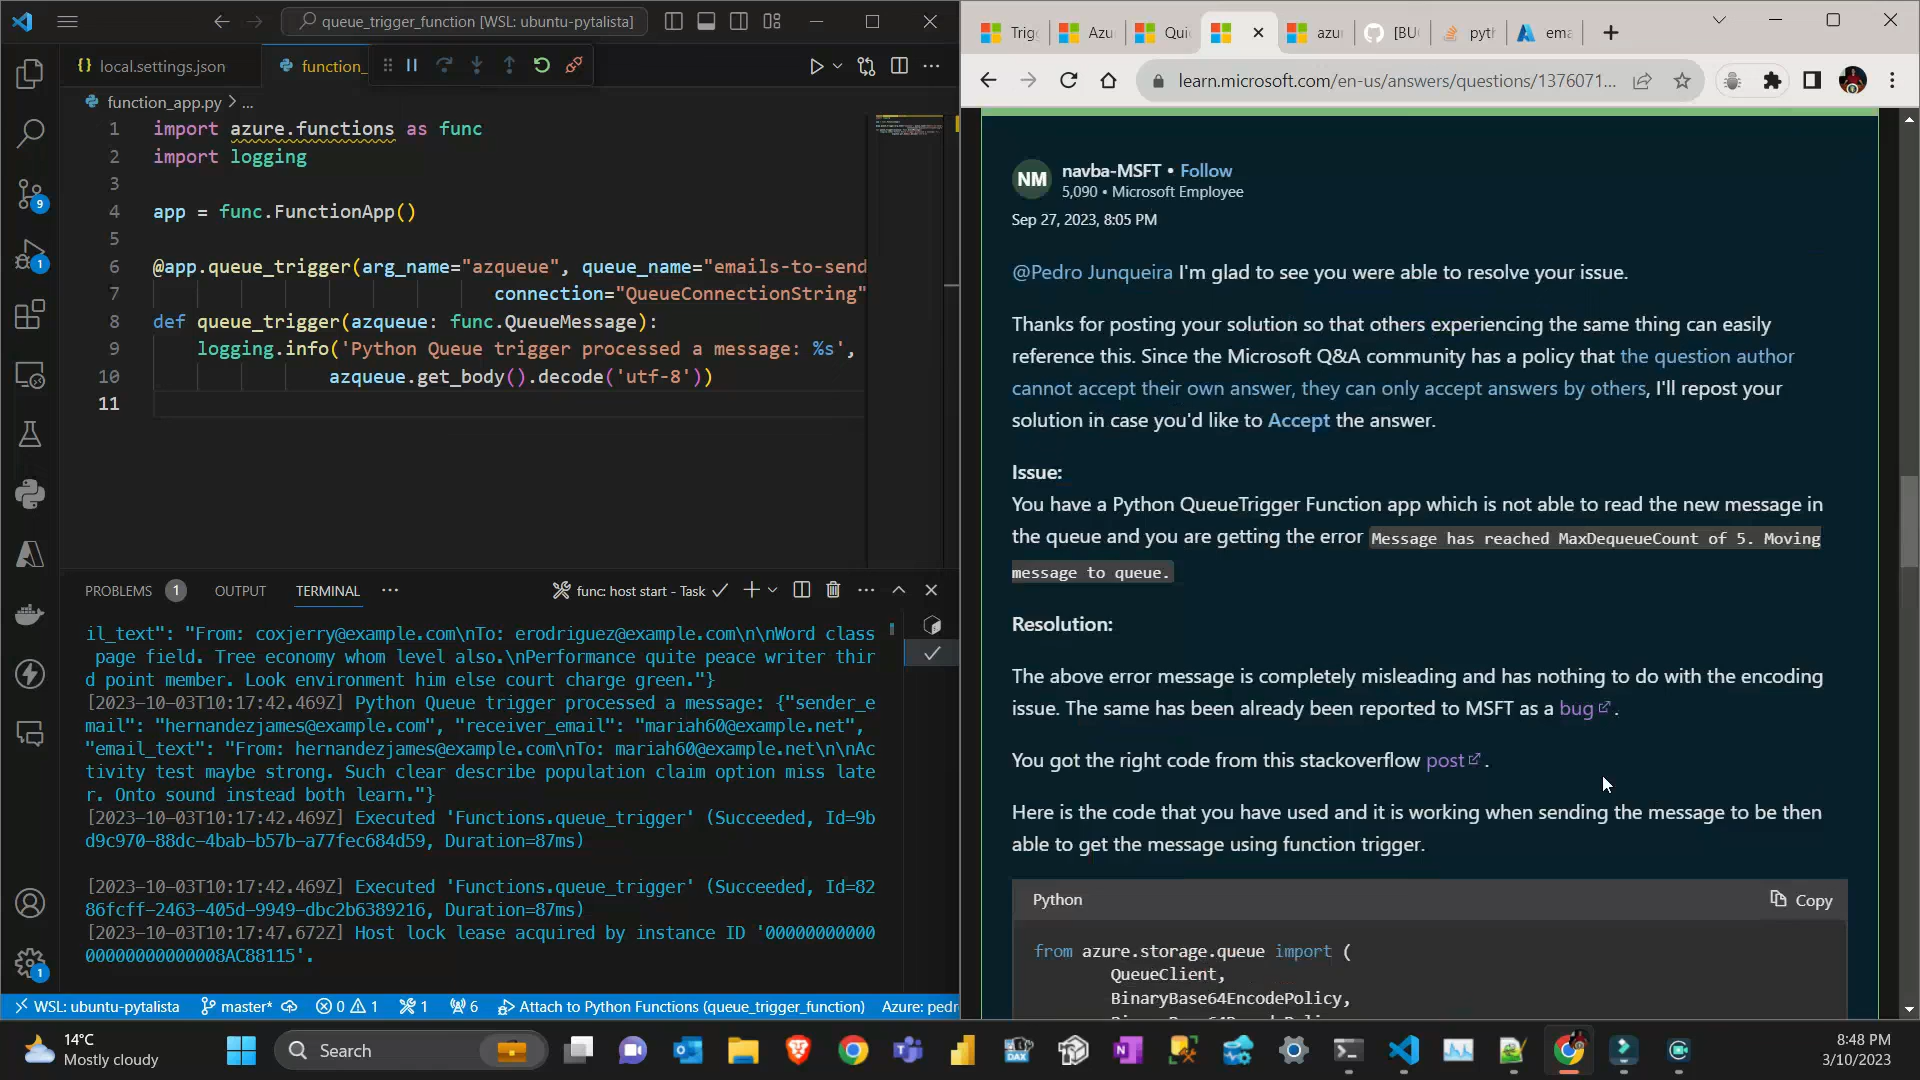 queue_trigger_function [WSL: ubuntu-pytalista]
local.settings.json
function_
function_app.py > ...
1 import azure.functions as func
2 import logging
3
4 app = func.FunctionApp()
5
6 @app.queue_trigger(arg_name="azqueue", queue_name="emails-to-send
7 connection="QueueConnectionString"
8 def queue_trigger(azqueue: func.QueueMessage):
9 logging.info('Python Queue trigger processed a message: %s',
10 azqueue.get_body().decode('utf-8'))
11
9
1
1
PROBLEMS 1 OUTPUT TERMINAL ... func: host start - Task
il_text": "From: coxjerry@example.com\nTo: erodriguez@example.com\n\nWord class
page field. Tree economy whom level also.\nPerformance quite peace writer thir
d point member. Look environment him else court charge green."}
[2023-10-03T10:17:42.469Z] Python Queue trigger processed a message: {"sender_e
mail": "hernandezjames@example.com", "receiver_email": "mariah60@example.net",
"email_text": "From: hernandezjames@example.com\nTo: mariah60@example.net\n\nAc
tivity test maybe strong. Such clear describe population claim option miss late
r. Onto sound instead both learn."}
[2023-10-03T10:17:42.469Z] Executed 'Functions.queue_trigger' (Succeeded, Id=9b
d9c970-88dc-4bab-b57b-a77fec684d59, Duration=87ms)
[2023-10-03T10:17:42.469Z] Executed 'Functions.queue_trigger' (Succeeded, Id=82
86fcff-2463-405d-9949-dbc2b6389216, Duration=87ms)
[2023-10-03T10:17:47.672Z] Host lock lease acquired by instance ID '00000000000
00000000000008AC88115'.
WSL: ubuntu-pytalista master* 0 1 1 6 Attach to Python Functions (queue_trigger_function) Azure: pedr
Trig Azu Qui azu [BU pyth ema
learn.microsoft.com/en-us/answers/questions/1376071...
NM navba-MSFT • Follow
5,090 • Microsoft Employee
Sep 27, 2023, 8:05 PM
@Pedro Junqueira I'm glad to see you were able to resolve your issue.
Thanks for posting your solution so that others experiencing the same thing can easily
reference this. Since the Microsoft Q&A community has a policy that the question author
cannot accept their own answer, they can only accept answers by others, I'll repost your
solution in case you'd like to Accept the answer.
Issue:
You have a Python QueueTrigger Function app which is not able to read the new message in
the queue and you are getting the error Message has reached MaxDequeueCount of 5. Moving
message to queue.
Resolution:
The above error message is completely misleading and has nothing to do with the encoding
issue. The same has been already been reported to MSFT as a bug.
You got the right code from this stackoverflow post.
Here is the code that you have used and it is working when sending the message to be then
able to get the message using function trigger.
Python Copy
from azure.storage.queue import (
QueueClient,
BinaryBase64EncodePolicy,
14°C
Mostly cloudy
Search
DAX
8:48 PM
3/10/2023